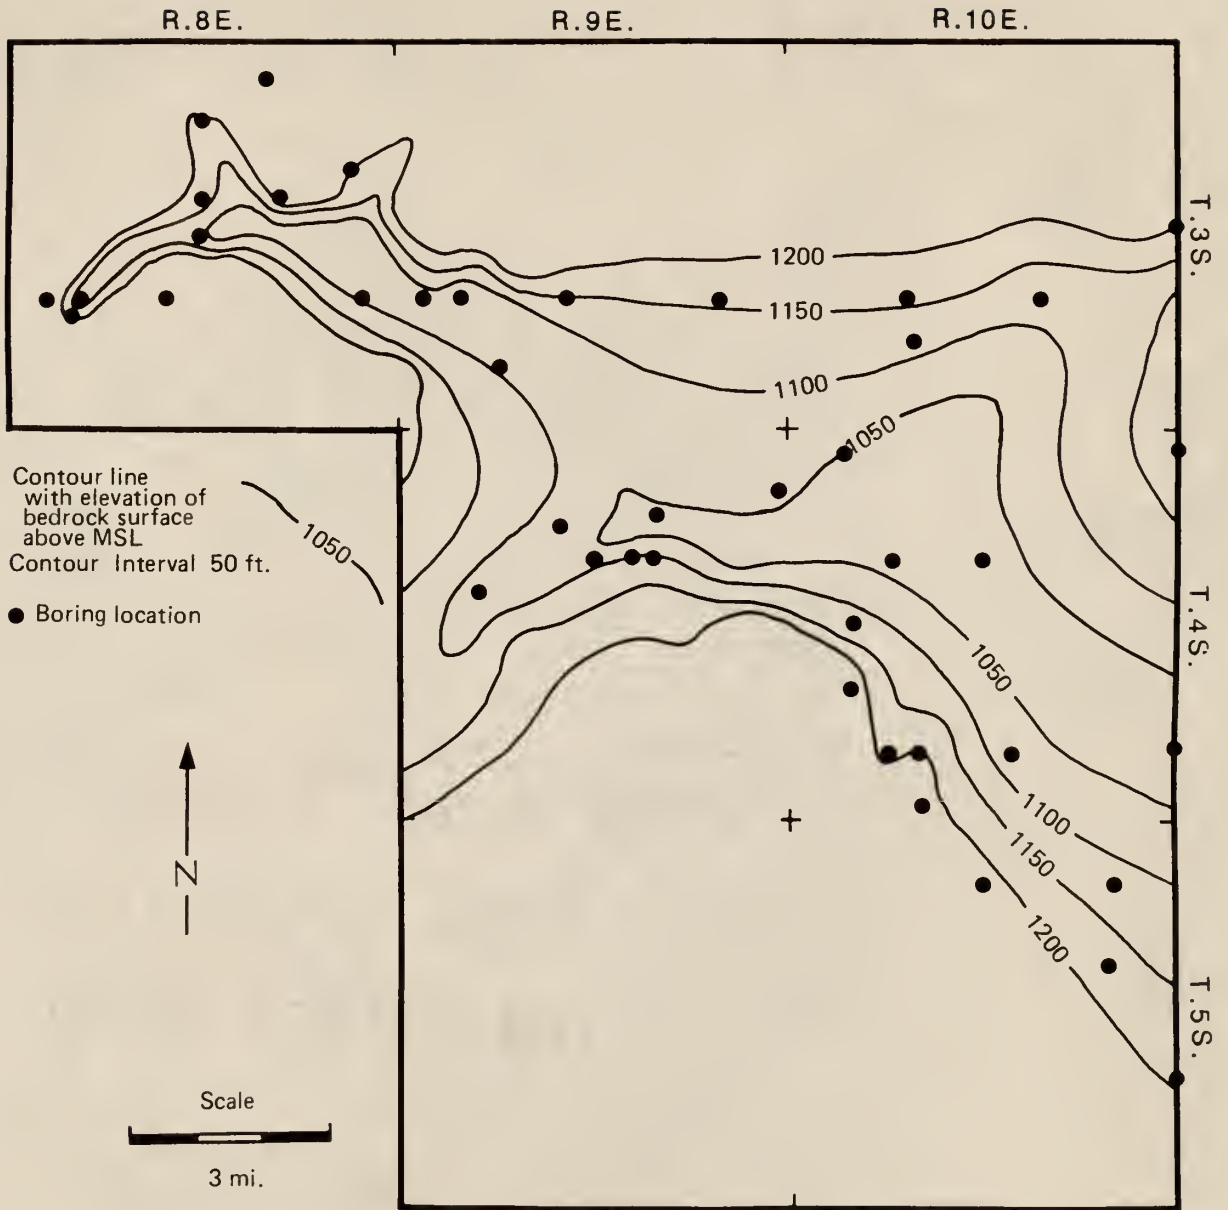 R.8E.
R.9E.
R.10E.
T.3S.
1200
1150
1100
1050
Contour line
with elevation of
bedrock surface
above MSL
Contour Interval 50 ft.
1050
Boring location
T.4S.
1050
N
1100
1150
1200
T.5S.
Scale
3 mi.